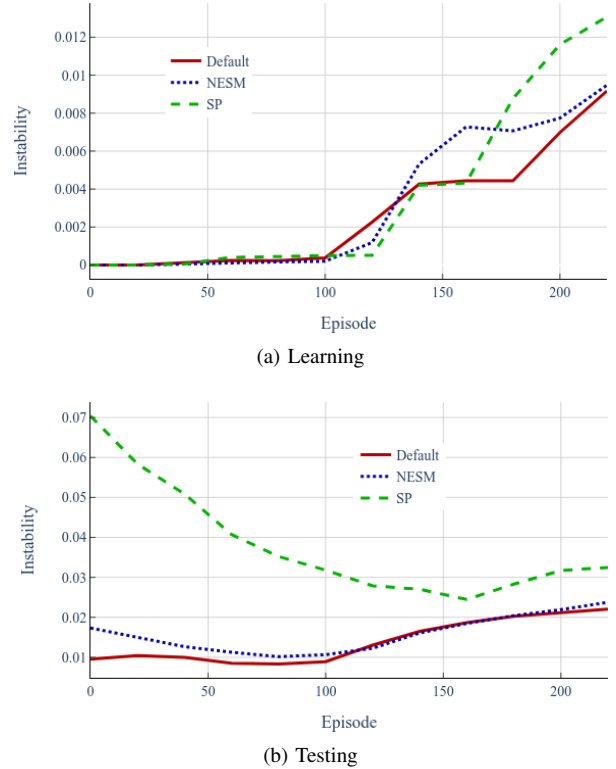 0.012
0.01
0.008
0.006
0.004
0.002
0
Instability
Default
NESM
SP
0
50
100
150
200
Episode
(a) Learning
0.07
0.06
0.05
0.04
0.03
0.02
0.01
Instability
Default
NESM
SP
0
50
100
150
200
Episode
(b) Testing